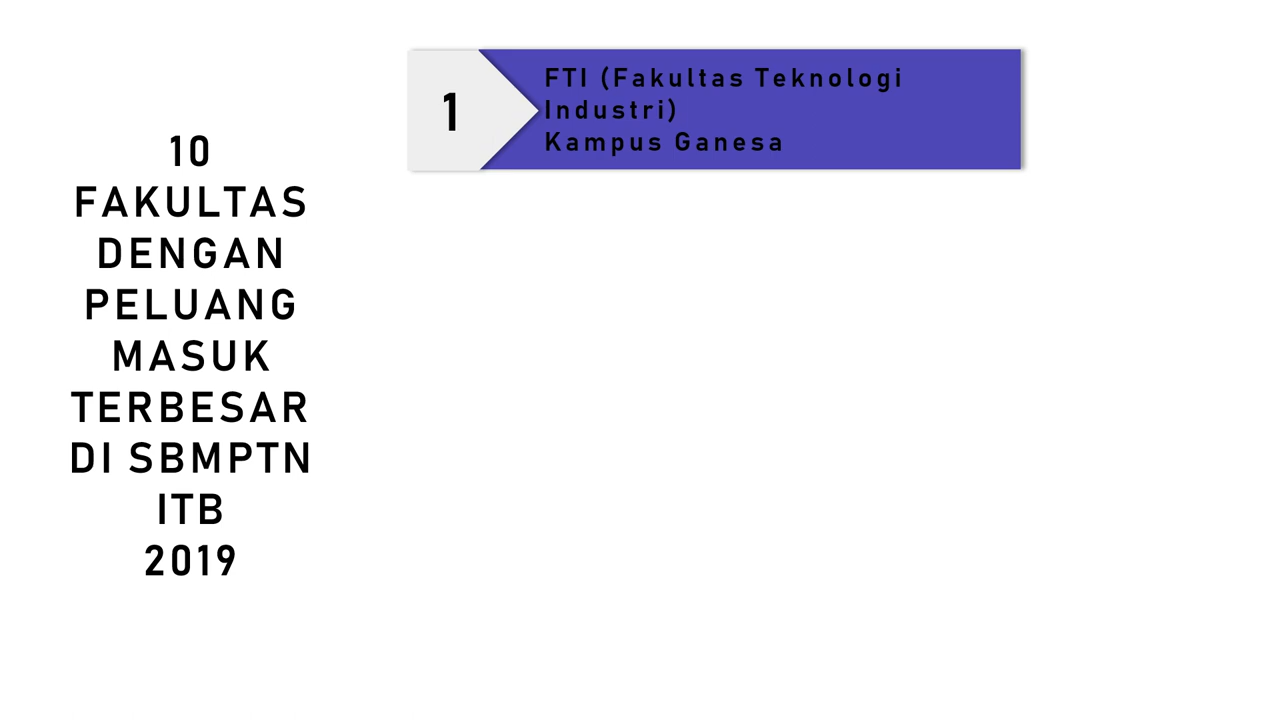 10
FAKULTAS
DENGAN
PELUANG
MASUK
TERBESAR
DI SBMPTN
ITB
2019
1
FTI (Fakultas Teknologi
Industri)
Kampus Ganesa